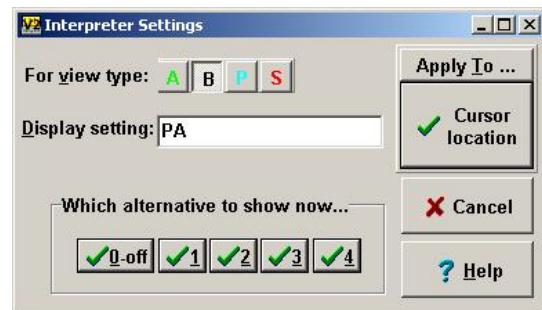 V2 Interpreter Settings
For view type: A B P S
Apply To ...
Display setting: PA
Cursor location
Which alternative to show now...
0-off 1 2 3 4
Cancel
Help